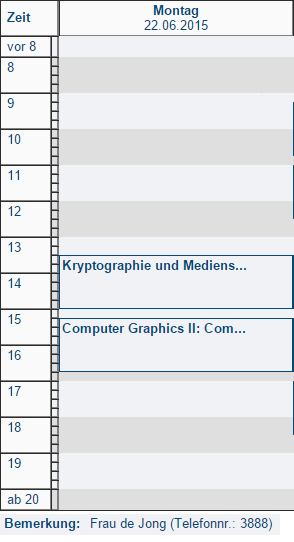 Zeit
Montag
22.06.2015
vor 8
8
9
10
11
12
13
Kryptographie und Mediens...
14
15
Computer Graphics II: Com...
16
17
18
19
ab 20
Bemerkung: Frau de Jong (Telefonnr.: 3888)